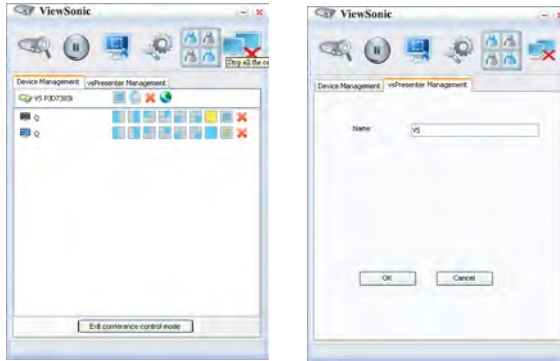 ViewSonic
Stop all the co
Device Management vsPresenter Management
VS PJD7383i
Q
Q
Exit conference control mode
ViewSonic
Device Management vsPresenter Management
Name: VS
OK Cancel